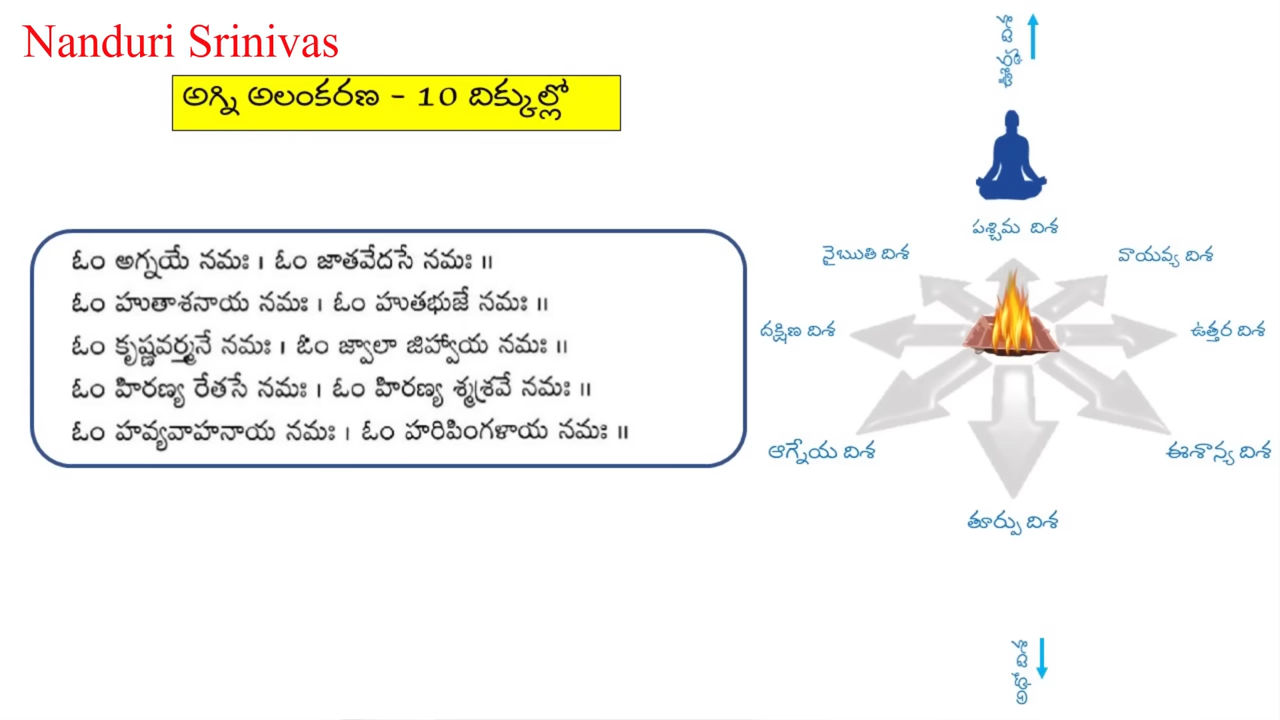 Nanduri Srinivas
అగ్ని అలంకరణ - 10 దిక్కుల్లో
ఓం అగ్నయే నమః । ఓం జాతవేదసే నమః ॥
ఓం హుతాశనాయ నమః । ఓం హుతభుజే నమః ॥
ఓం కృష్ణవర్త్మనే నమః । ఓం జ్వాలా జిహ్వాయ నమః ॥
ఓం హిరణ్య రేతసే నమః । ఓం హిరణ్య శ్మశ్రవే నమః ॥
ఓం హవ్యవాహనాయ నమః । ఓం హరిపింగళాయ నమః ॥
ఊర్ధ్వ దిశ
పశ్చిమ దిశ
నైఋతి దిశ
వాయవ్య దిశ
దక్షిణ దిశ
ఉత్తర దిశ
ఆగ్నేయ దిశ
ఈశాన్య దిశ
తూర్పు దిశ
అధో దిశ